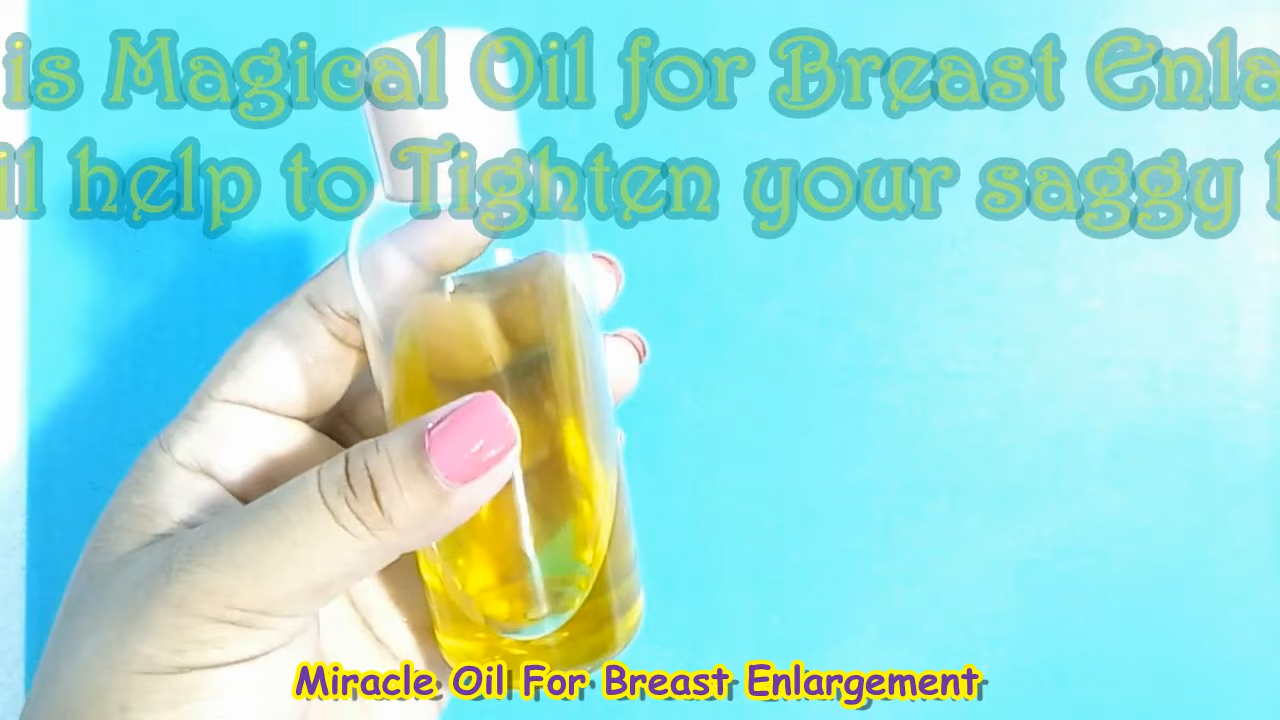 is Magical Oil for Breast Enla
il help to Tighten your saggy
Miracle Oil For Breast Enlargement